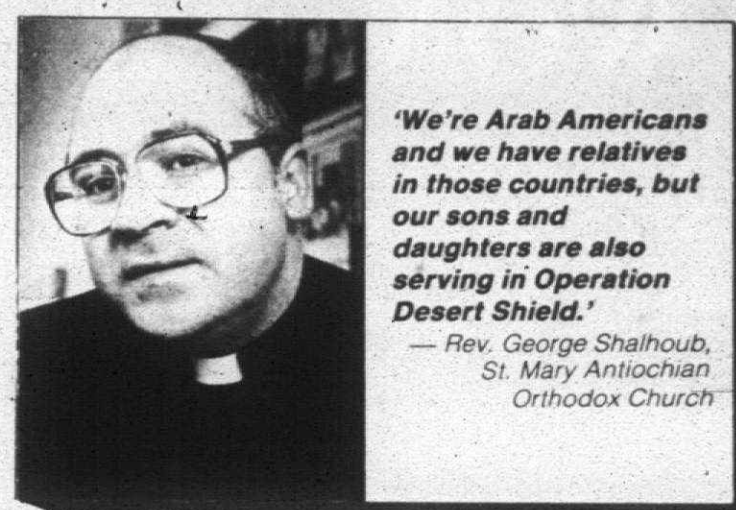 ‘We're Arab Americans
and we have relatives
in those countries, but
our sons and
daughters are also
serving in Operation
Desert Shield.’
— Rev. George Shalhoub,
St. Mary Antiochian
Orthodox Church